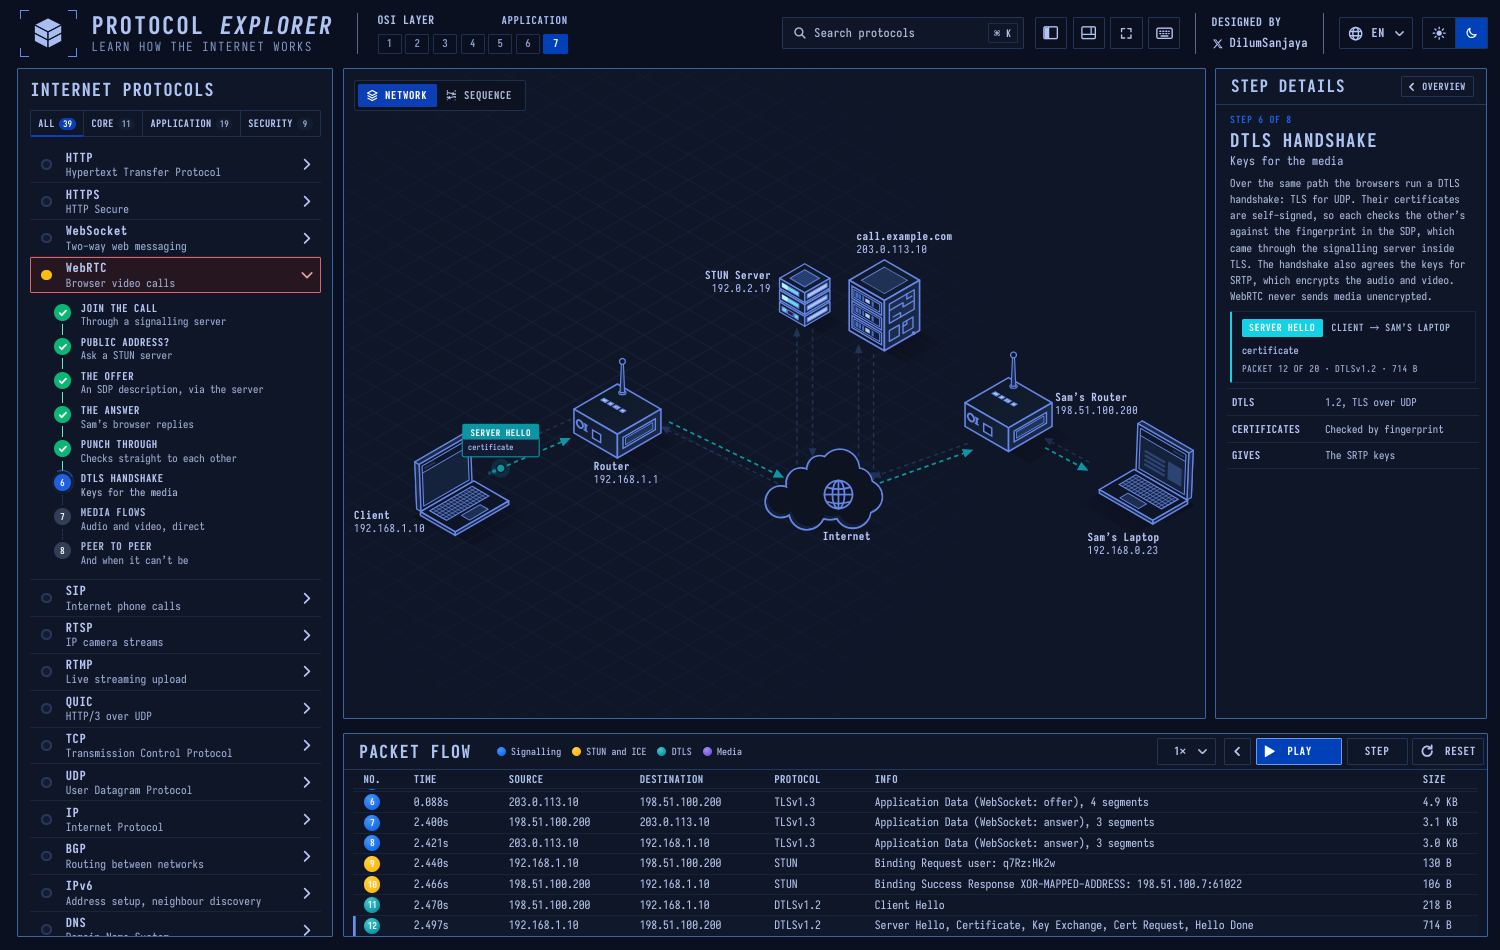 PROTOCOL EXPLORER
LEARN HOW THE INTERNET WORKS
OSI LAYER APPLICATION
1 2 3 4 5 6 7
Search protocols ⌘ K
DESIGNED BY
DilumSanjaya
EN
INTERNET PROTOCOLS
ALL 39 CORE 11 APPLICATION 19 SECURITY 9
HTTP
Hypertext Transfer Protocol
HTTPS
HTTP Secure
WebSocket
Two-way web messaging
WebRTC
Browser video calls
JOIN THE CALL
Through a signalling server
PUBLIC ADDRESS?
Ask a STUN server
THE OFFER
An SDP description, via the server
THE ANSWER
Sam's browser replies
PUNCH THROUGH
Checks straight to each other
6 DTLS HANDSHAKE
Keys for the media
7 MEDIA FLOWS
Audio and video, direct
8 PEER TO PEER
And when it can't be
SIP
Internet phone calls
RTSP
IP camera streams
RTMP
Live streaming upload
QUIC
HTTP/3 over UDP
TCP
Transmission Control Protocol
UDP
User Datagram Protocol
IP
Internet Protocol
BGP
Routing between networks
IPv6
Address setup, neighbour discovery
DNS
NETWORK SEQUENCE
call.example.com
203.0.113.10
STUN Server
192.0.2.19
Sam's Router
198.51.100.200
SERVER HELLO
certificate
Router
192.168.1.1
Client
192.168.1.10
Internet
Sam's Laptop
192.168.0.23
STEP DETAILS
OVERVIEW
STEP 6 OF 8
DTLS HANDSHAKE
Keys for the media
Over the same path the browsers run a DTLS
handshake: TLS for UDP. Their certificates
are self-signed, so each checks the other's
against the fingerprint in the SDP, which
came through the signalling server inside
TLS. The handshake also agrees the keys for
SRTP, which encrypts the audio and video.
WebRTC never sends media unencrypted.
SERVER HELLO CLIENT → SAM'S LAPTOP
certificate
PACKET 12 OF 20 · DTLSv1.2 · 714 B
DTLS 1.2, TLS over UDP
CERTIFICATES Checked by fingerprint
GIVES The SRTP keys
PACKET FLOW
Signalling STUN and ICE DTLS Media
1× PLAY STEP RESET
NO. TIME SOURCE DESTINATION PROTOCOL INFO SIZE
6 0.088s 203.0.113.10 198.51.100.200 TLSv1.3 Application Data (WebSocket: offer), 4 segments 4.9 KB
7 2.400s 198.51.100.200 203.0.113.10 TLSv1.3 Application Data (WebSocket: answer), 3 segments 3.1 KB
8 2.421s 203.0.113.10 192.168.1.10 TLSv1.3 Application Data (WebSocket: answer), 3 segments 3.0 KB
9 2.440s 192.168.1.10 198.51.100.200 STUN Binding Request user: q7Rz:Hk2w 130 B
10 2.466s 198.51.100.200 192.168.1.10 STUN Binding Success Response XOR-MAPPED-ADDRESS: 198.51.100.7:61022 106 B
11 2.470s 198.51.100.200 192.168.1.10 DTLSv1.2 Client Hello 218 B
12 2.497s 192.168.1.10 198.51.100.200 DTLSv1.2 Server Hello, Certificate, Key Exchange, Cert Request, Hello Done 714 B